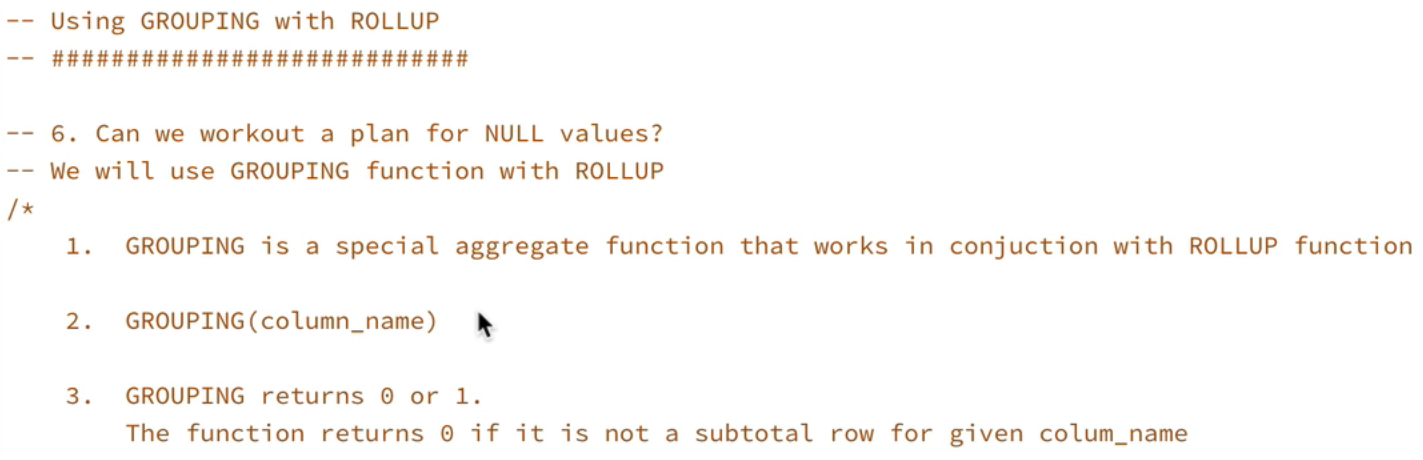 -- Using GROUPING with ROLLUP
-- ############################
-- 6. Can we workout a plan for NULL values?
-- We will use GROUPING function with ROLLUP
/*
1. GROUPING is a special aggregate function that works in conjuction with ROLLUP function
2. GROUPING(column_name)
3. GROUPING returns 0 or 1.
The function returns 0 if it is not a subtotal row for given colum_name